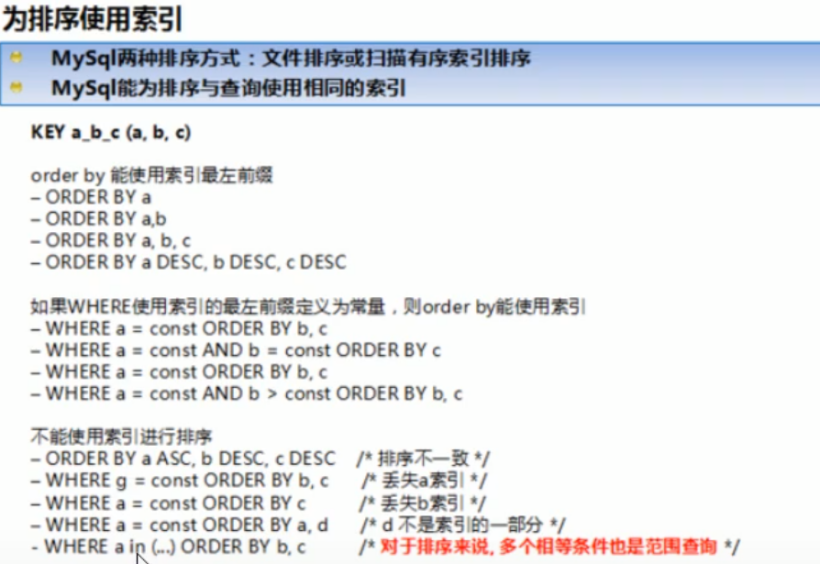 为排序使用索引
MySql两种排序方式：文件排序或扫描有序索引排序
MySql能为排序与查询使用相同的索引
KEY a_b_c (a, b, c)
order by 能使用索引最左前缀
– ORDER BY a
– ORDER BY a,b
– ORDER BY a, b, c
– ORDER BY a DESC, b DESC, c DESC
如果WHERE使用索引的最左前缀定义为常量，则order by能使用索引
– WHERE a = const ORDER BY b, c
– WHERE a = const AND b = const ORDER BY c
– WHERE a = const ORDER BY b, c
– WHERE a = const AND b > const ORDER BY b, c
不能使用索引进行排序
– ORDER BY a ASC, b DESC, c DESC /* 排序不一致 */
– WHERE g = const ORDER BY b, c /* 丢失a索引 */
– WHERE a = const ORDER BY c /* 丢失b索引 */
– WHERE a = const ORDER BY a, d /* d 不是索引的一部分 */
- WHERE a in (...) ORDER BY b, c /* 对于排序来说, 多个相等条件也是范围查询 */